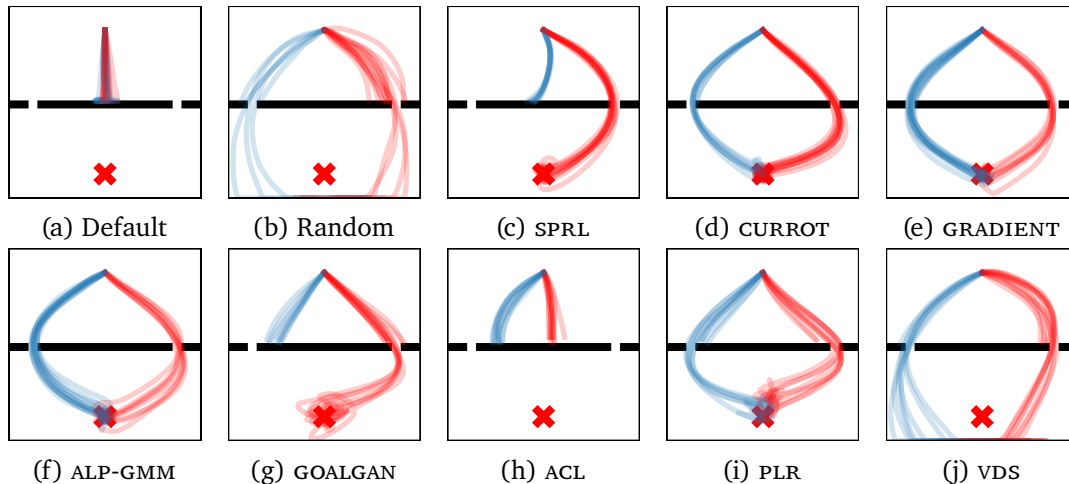 (a) Default (b) Random (c) SPRL (d) CURROT (e) GRADIENT
(f) ALP-GMM (g) GOALGAN (h) ACL (i) PLR (j) VDS